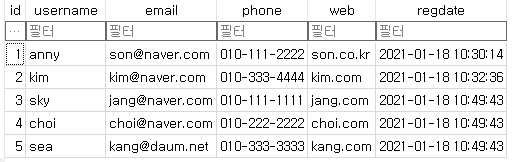 id username email phone web regdate
... 필터 필터 필터 필터 필터
1 anny son@naver.com 010-111-2222 son.co.kr 2021-01-18 10:30:14
2 kim kim@naver.com 010-333-4444 kim.com 2021-01-18 10:32:36
3 sky jang@naver.com 010-111-1111 jang.com 2021-01-18 10:49:43
4 choi choi@naver.com 010-222-2222 choi.com 2021-01-18 10:49:43
5 sea kang@daum.net 010-333-3333 kang.com 2021-01-18 10:49:43